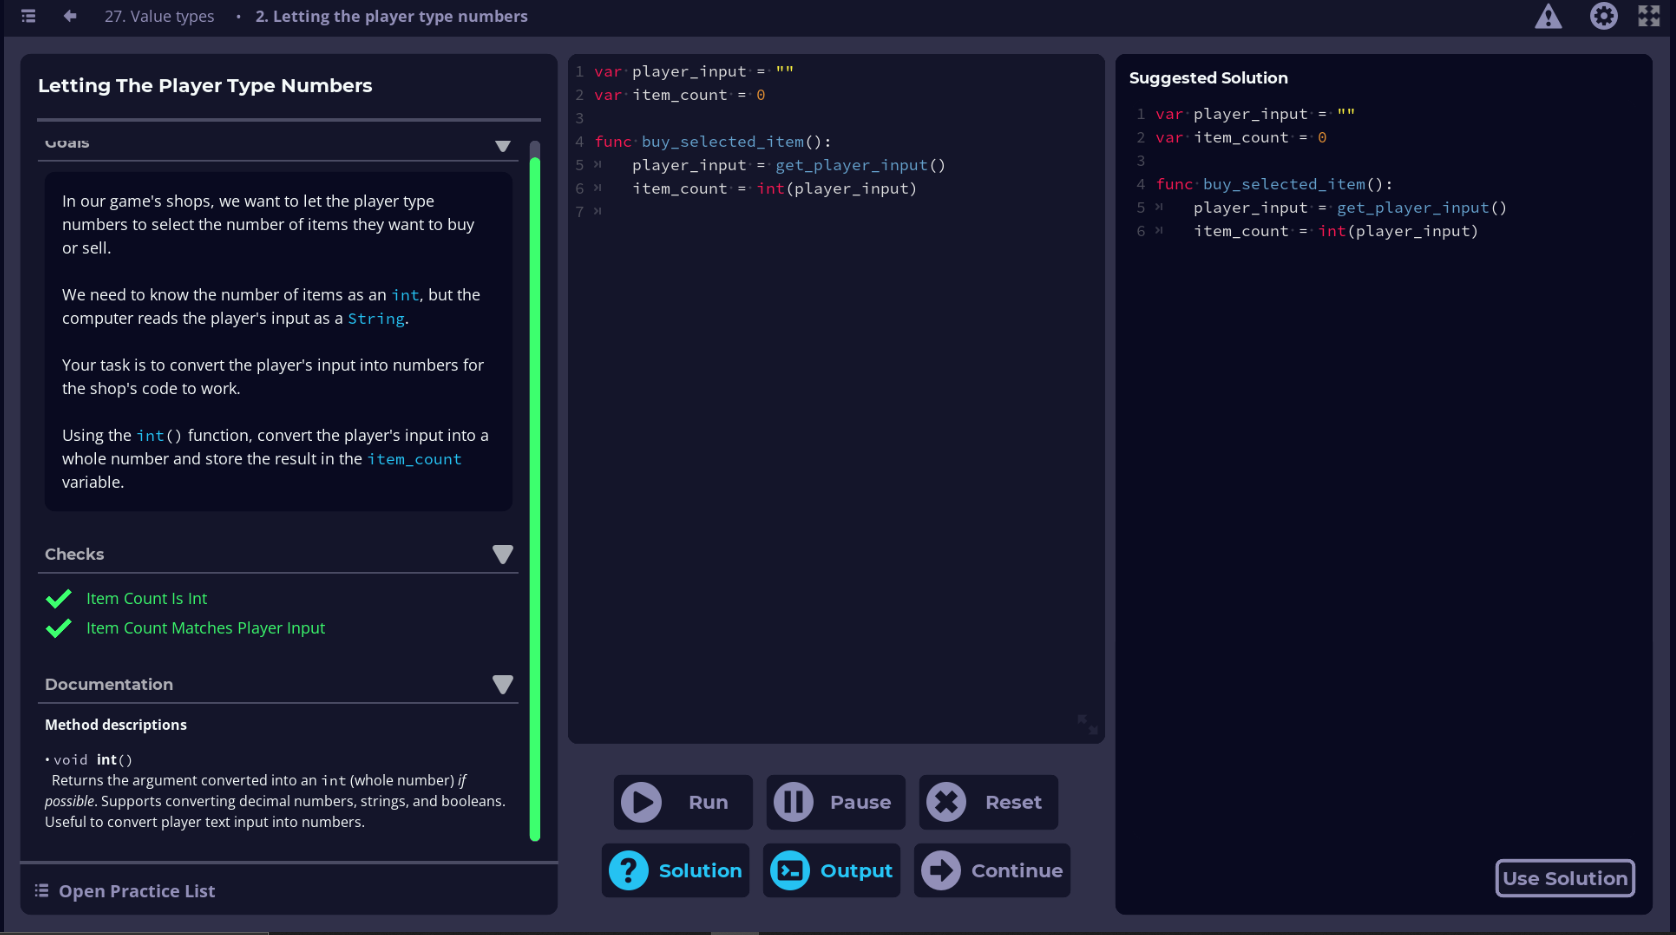 27. Value types • 2. Letting the player type numbers
Letting The Player Type Numbers
Goals
In our game's shops, we want to let the player type
numbers to select the number of items they want to buy
or sell.
We need to know the number of items as an int, but the
computer reads the player's input as a String.
Your task is to convert the player's input into numbers for
the shop's code to work.
Using the int() function, convert the player's input into a
whole number and store the result in the item_count
variable.
Checks
Item Count Is Int
Item Count Matches Player Input
Documentation
Method descriptions
• void int()
Returns the argument converted into an int (whole number) if
possible. Supports converting decimal numbers, strings, and booleans.
Useful to convert player text input into numbers.
Open Practice List
1 var player_input = ""
2 var item_count = 0
3
4 func buy_selected_item():
5 player_input = get_player_input()
6 item_count = int(player_input)
7
Run
Pause
Reset
Solution
Output
Continue
Suggested Solution
1 var player_input = ""
2 var item_count = 0
3
4 func buy_selected_item():
5 player_input = get_player_input()
6 item_count = int(player_input)
Use Solution